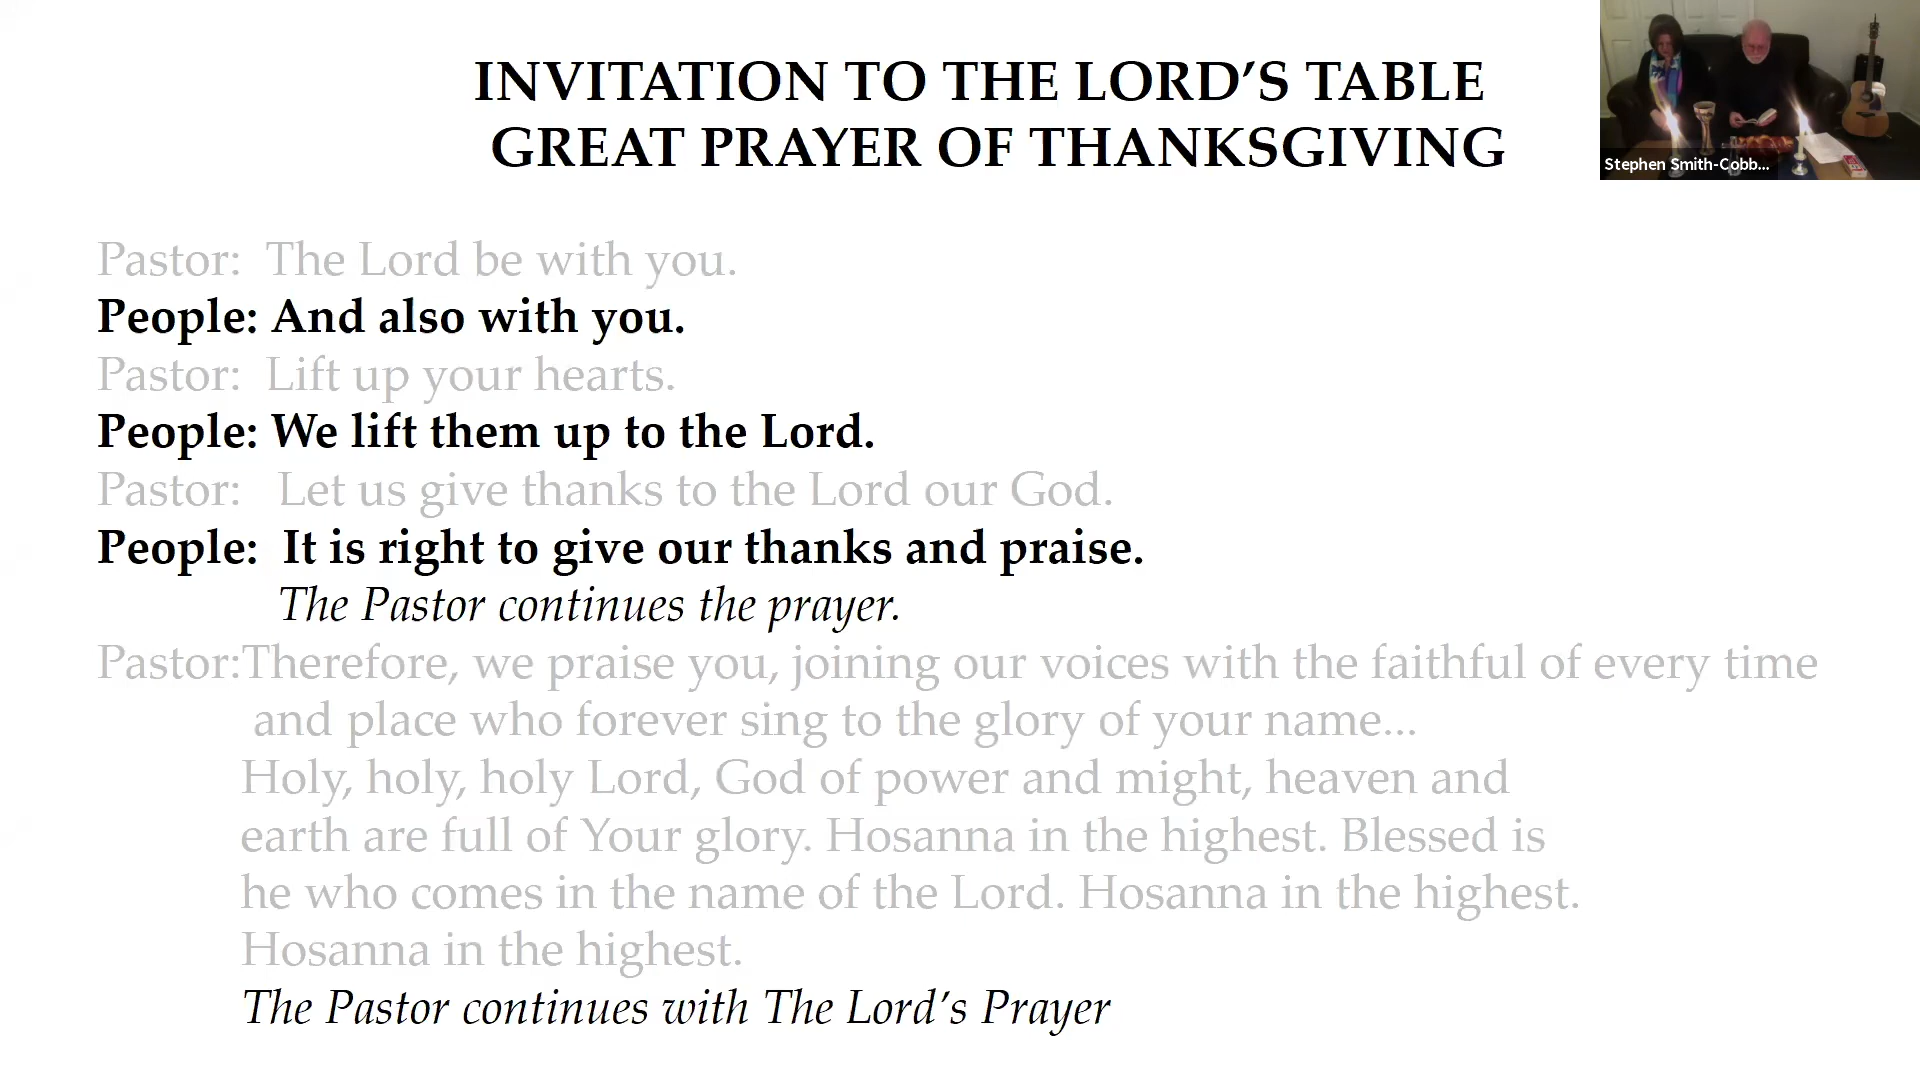 INVITATION TO THE LORD’S TABLE
GREAT PRAYER OF THANKSGIVING
Stephen Smith-Cobb...
Pastor: The Lord be with you.
People: And also with you.
Pastor: Lift up your hearts.
People: We lift them up to the Lord.
Pastor: Let us give thanks to the Lord our God.
People: It is right to give our thanks and praise.
The Pastor continues the prayer.
Pastor:Therefore, we praise you, joining our voices with the faithful of every time
and place who forever sing to the glory of your name...
Holy, holy, holy Lord, God of power and might, heaven and
earth are full of Your glory. Hosanna in the highest. Blessed is
he who comes in the name of the Lord. Hosanna in the highest.
Hosanna in the highest.
The Pastor continues with The Lord’s Prayer